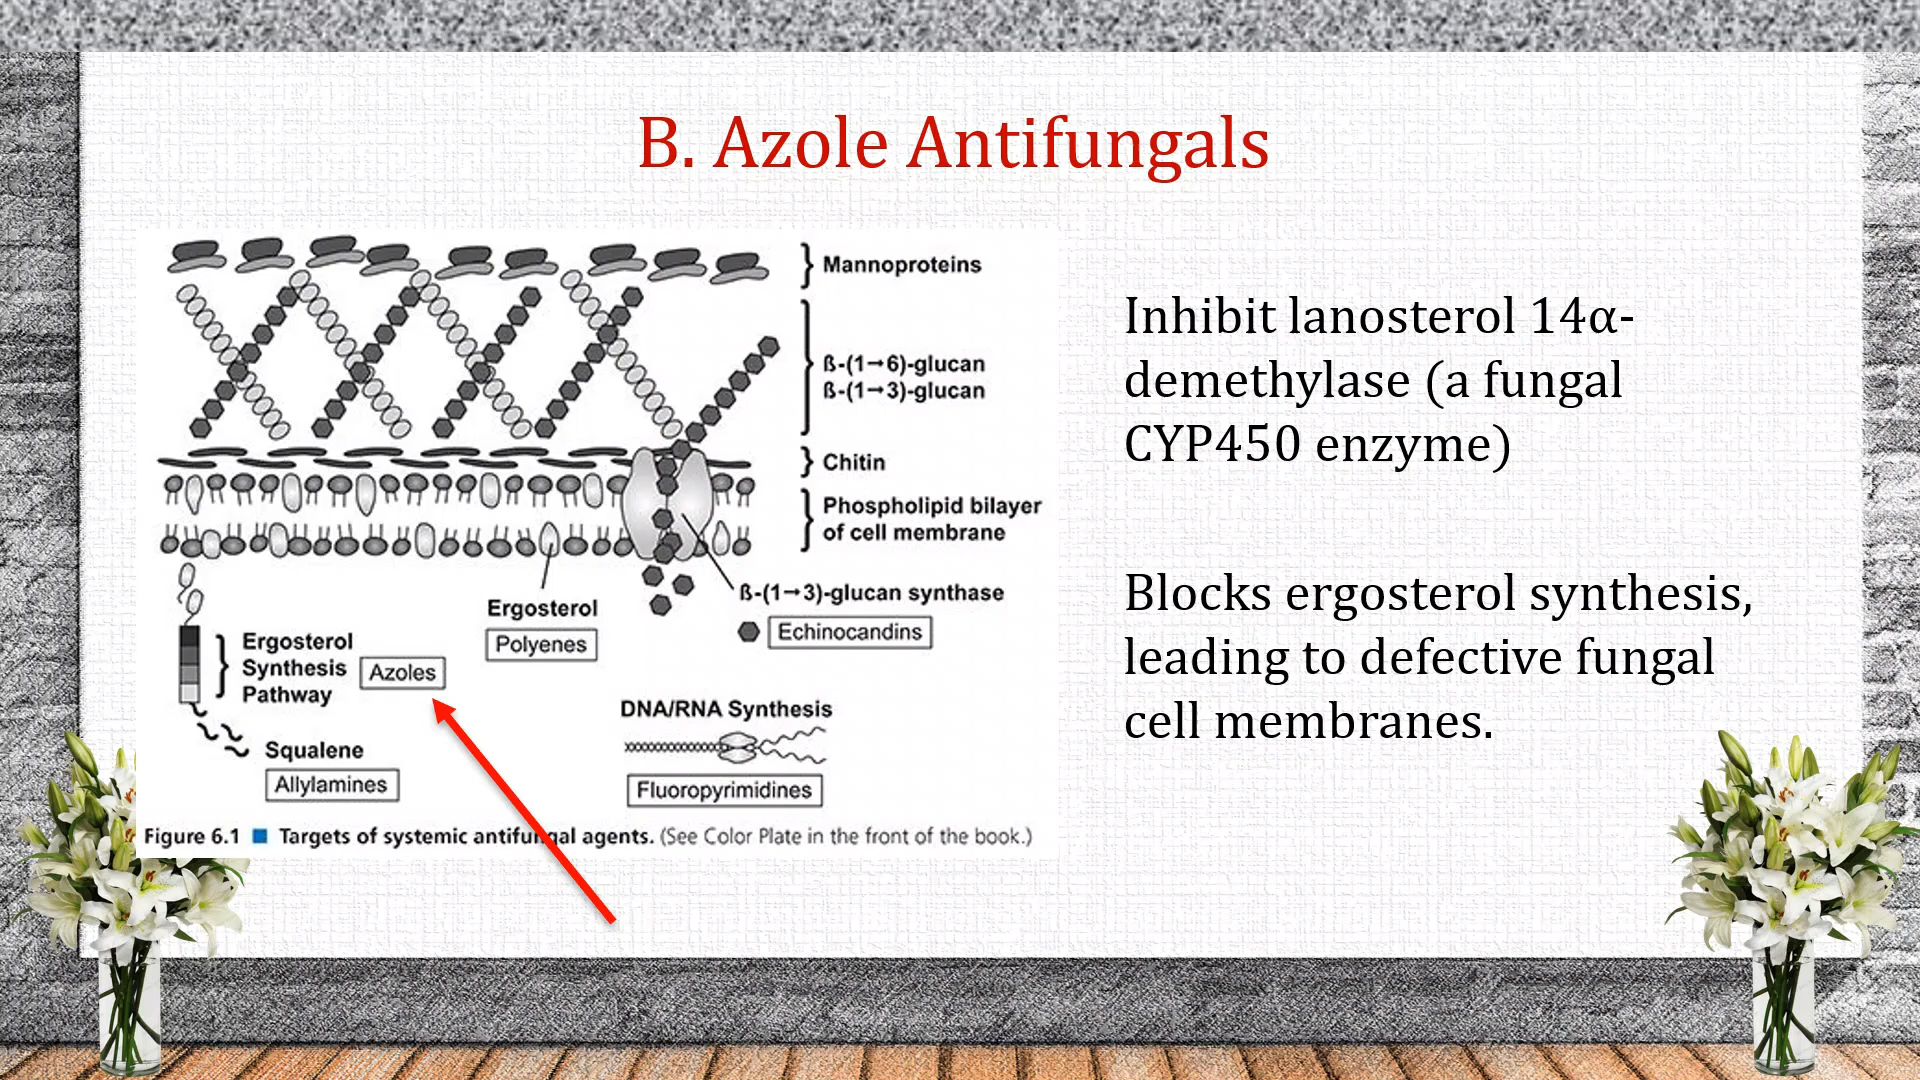 B. Azole Antifungals
Mannoproteins
ß-(1→6)-glucan
ß-(1→3)-glucan
Chitin
Phospholipid bilayer
of cell membrane
ß-(1→3)-glucan synthase
Echinocandins
Ergosterol
Polyenes
Ergosterol
Synthesis
Pathway
Azoles
Squalene
Allylamines
DNA/RNA Synthesis
Fluoropyrimidines
Figure 6.1 ■ Targets of systemic antifungal agents. (See Color Plate in the front of the book.)
Inhibit lanosterol 14α-
demethylase (a fungal
CYP450 enzyme)
Blocks ergosterol synthesis,
leading to defective fungal
cell membranes.